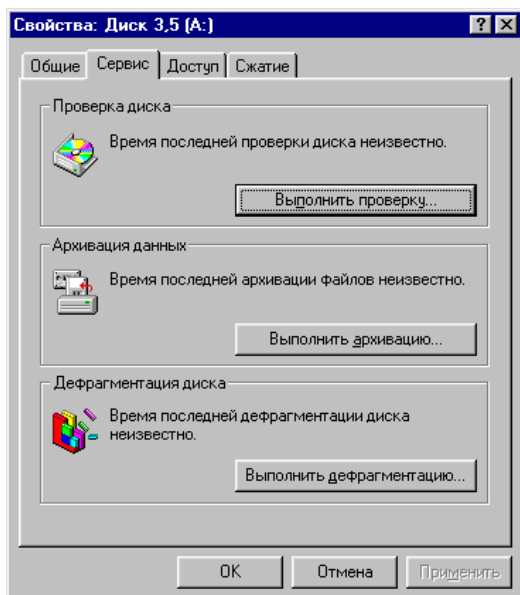 Свойства: Диск 3,5 (A:)
Общие Сервис Доступ Сжатие
Проверка диска
Время последней проверки диска неизвестно.
Выполнить проверку...
Архивация данных
Время последней архивации файлов неизвестно.
Выполнить архивацию...
Дефрагментация диска
Время последней дефрагментации диска
неизвестно.
Выполнить дефрагментацию...
OK Отмена Применить